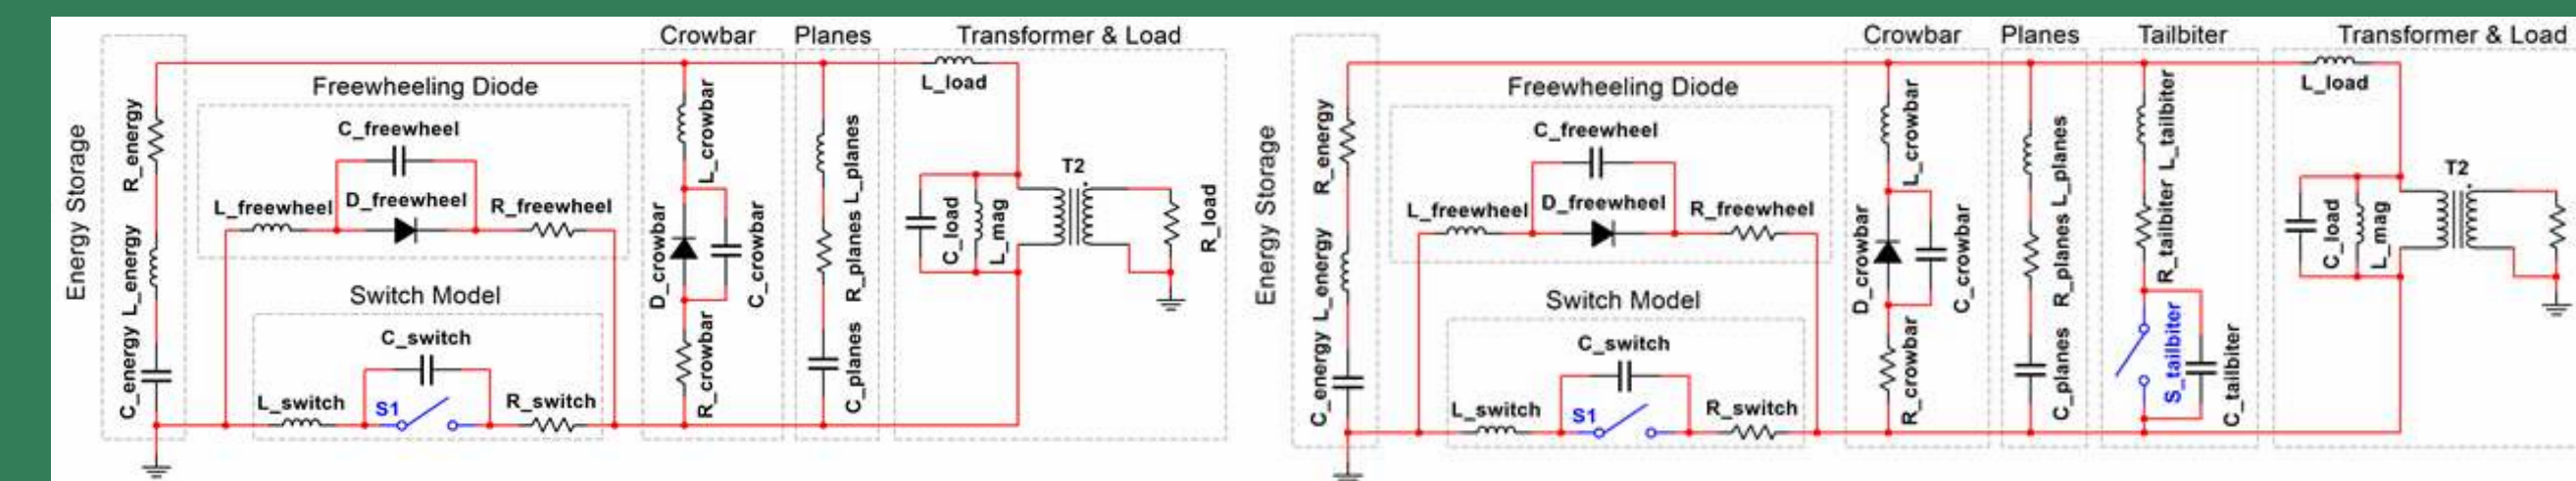 Crowbar
Planes
Transformer & Load
Energy Storage
R_energy
L_energy
C_energy
Freewheeling Diode
C_freewheel
L_freewheel
D_freewheel
R_freewheel
Switch Model
C_switch
L_switch
S1
R_switch
L_crowbar
D_crowbar
C_crowbar
R_crowbar
L_planes
R_planes
C_planes
L_load
C_load
L_mag
T2
R_load
Crowbar
Planes
Tailbiter
Transformer & Load
Energy Storage
R_energy
L_energy
C_energy
Freewheeling Diode
C_freewheel
L_freewheel
D_freewheel
R_freewheel
Switch Model
C_switch
L_switch
S1
R_switch
L_crowbar
D_crowbar
C_crowbar
R_crowbar
L_planes
R_planes
C_planes
L_tailbiter
R_tailbiter
S_tailbiter
C_tailbiter
L_load
C_load
L_mag
T2